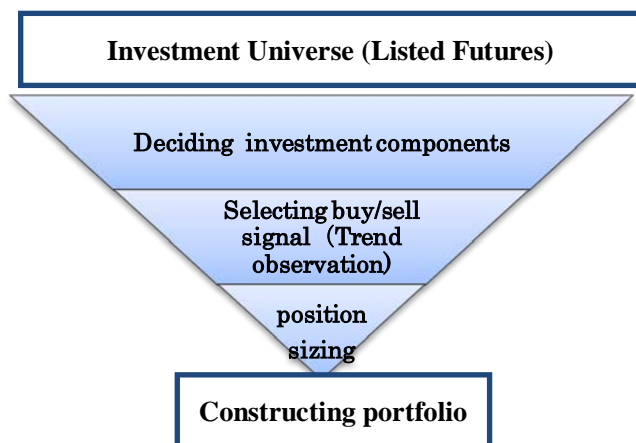 Investment Universe (Listed Futures)
Deciding investment components
Selecting buy/sell
signal (Trend
observation)
position
sizing
Constructing portfolio